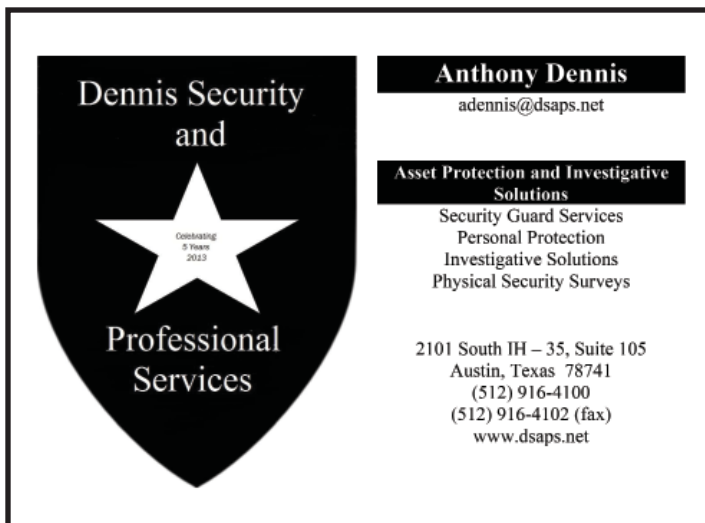 Dennis Security
and
Celebrating
5 Years
2013
Professional
Services
Anthony Dennis
adennis@dsaps.net
Asset Protection and Investigative
Solutions
Security Guard Services
Personal Protection
Investigative Solutions
Physical Security Surveys
2101 South IH – 35, Suite 105
Austin, Texas  78741
(512) 916-4100
(512) 916-4102 (fax)
www.dsaps.net